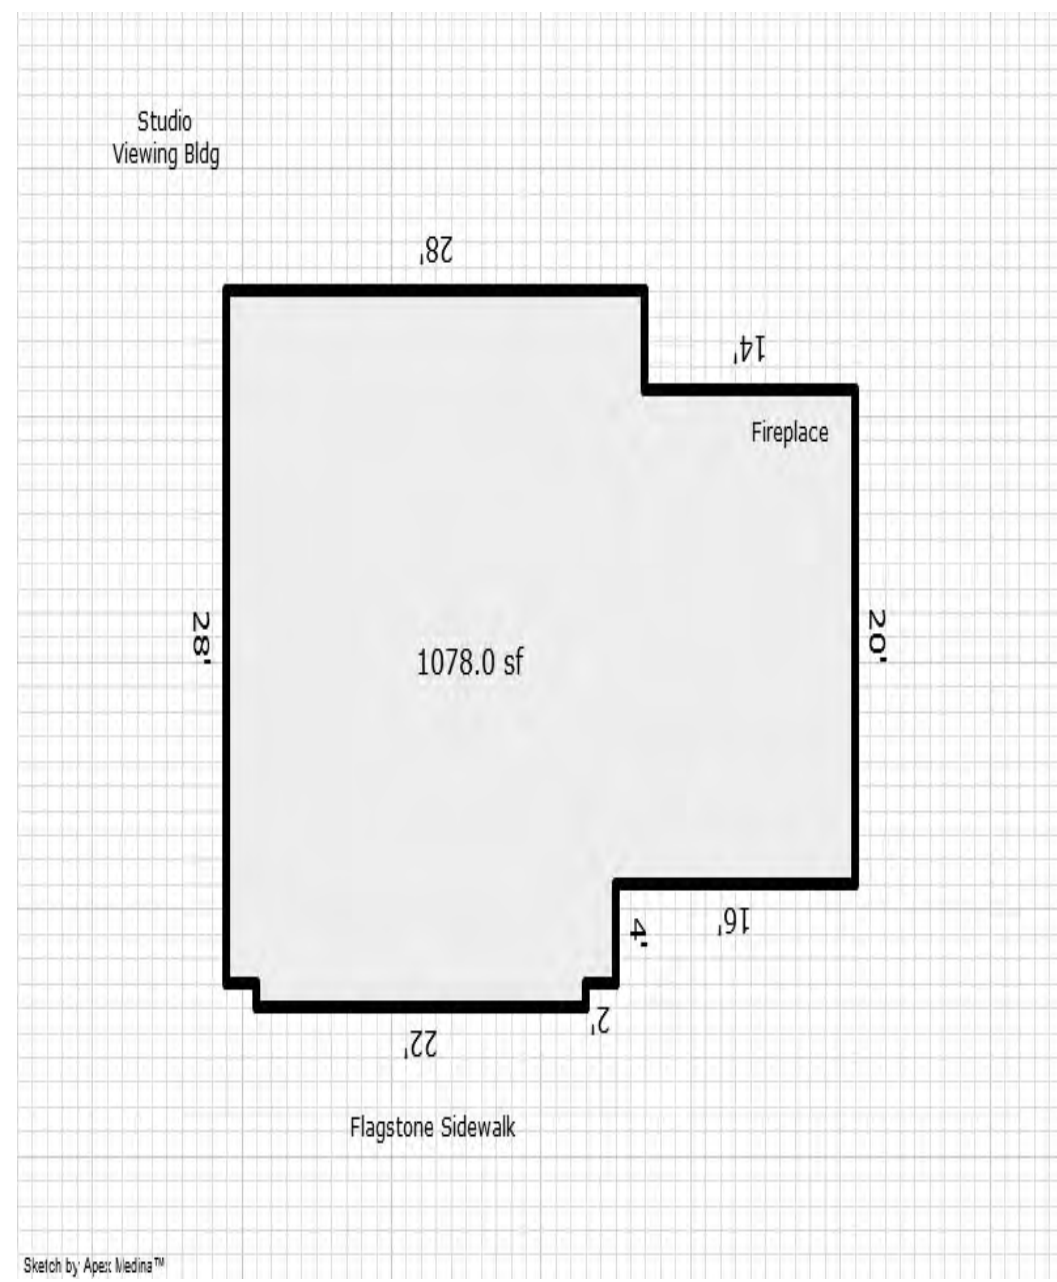 Studio
Viewing Bldg
28'
14'
Fireplace
28'
20'
1078.0 sf
4'
16'
2'
22'
Flagstone Sidewalk
Sketch by Apex Medina™